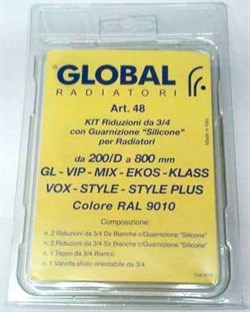 GLOBAL
RADIATORI
Art. 48
KIT Riduzioni da 3/4
con Guarnizione "Silicone"
per Radiatori
da 200/D a 800 mm
GL - VIP - MIX - EKOS - KLASS
VOX - STYLE - STYLE PLUS
Colore RAL 9010
Composizione:
n. 2 Riduzioni da 3/4 Dx Bianche c/Guarnizione "Silicone"
n. 2 Riduzioni da 3/4 Sx Bianche c/Guarnizione "Silicone"
n. 1 Tappo da 3/4 Bianco
n. 1 Valvola sfiato orientabile da 3/4
Made in Italy